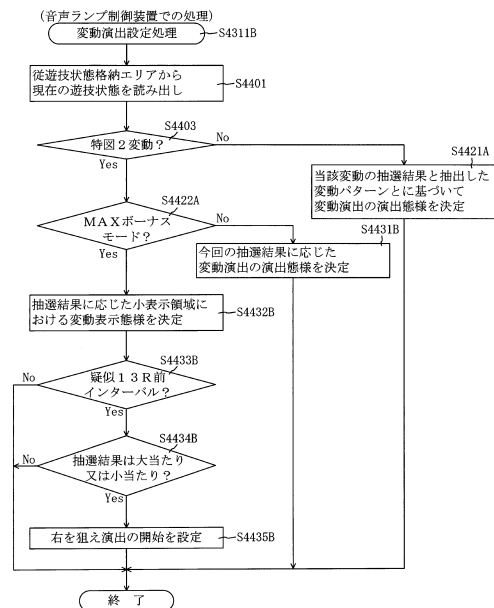 (音声ランプ制御装置での処理)
変動演出設定処理
S4311B
従遊技状態格納エリアから
現在の遊技状態を読み出し
S4401
S4403
特図2変動?
No
Yes
S4421A
当該変動の抽選結果と抽出した
変動パターンとに基づいて
変動演出の演出態様を決定
S4422A
MAXボーナス
モード?
No
Yes
S4431B
今回の抽選結果に応じた
変動演出の演出態様を決定
抽選結果に応じた小表示領域に
おける変動表示態様を決定
S4432B
S4433B
疑似13R前
インターバル?
No
Yes
S4434B
抽選結果は大当たり
又は小当たり?
No
Yes
右を狙え演出の開始を設定
S4435B
終 了